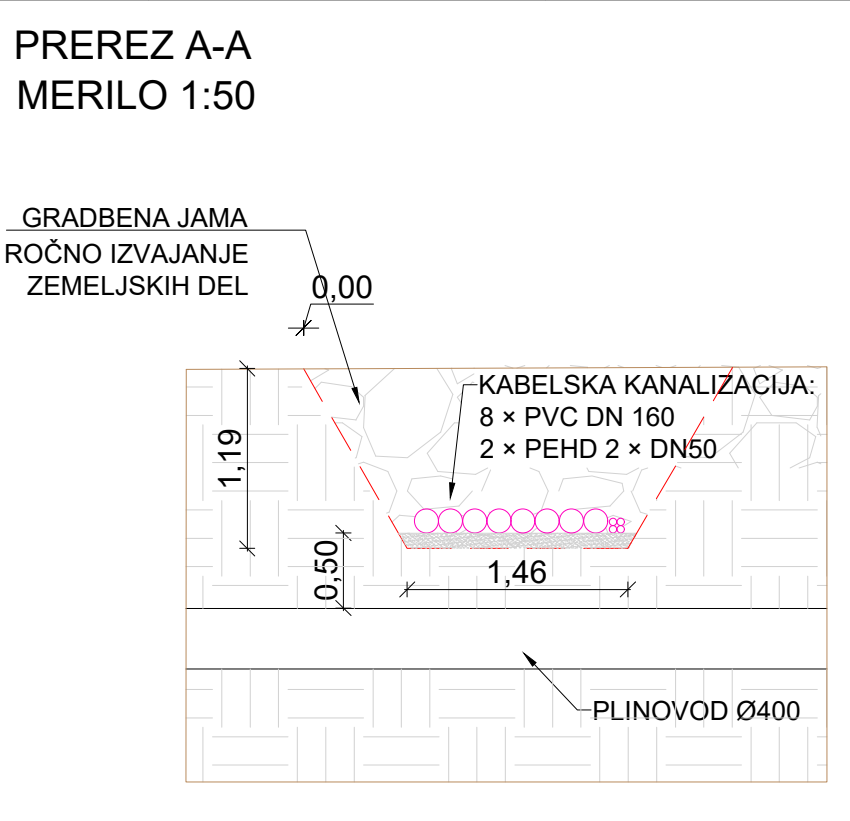 PREREZ A-A
MERILO 1:50
GRADBENA JAMA
ROČNO IZVAJANJE
ZEMELJSKIH DEL
0,00
KABELSKA KANALIZACIJA:
8 × PVC DN 160
2 × PEHD 2 × DN50
1,19
0,50
1,46
PLINOVOD Ø400